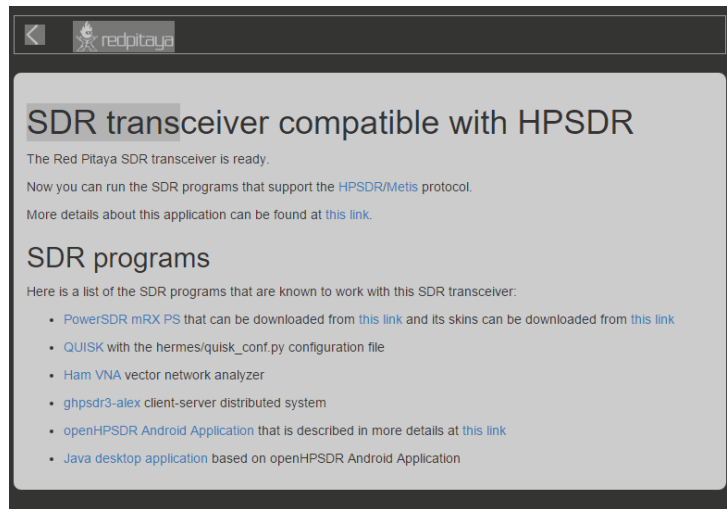 redpitaya
SDR transceiver compatible with HPSDR
The Red Pitaya SDR transceiver is ready.
Now you can run the SDR programs that support the HPSDR/Metis protocol.
More details about this application can be found at this link.
SDR programs
Here is a list of the SDR programs that are known to work with this SDR transceiver:
• PowerSDR mRX PS that can be downloaded from this link and its skins can be downloaded from this link
• QUISK with the hermes/quisk_conf.py configuration file
• Ham VNA vector network analyzer
• ghpsdr3-alex client-server distributed system
• openHPSDR Android Application that is described in more details at this link
• Java desktop application based on openHPSDR Android Application